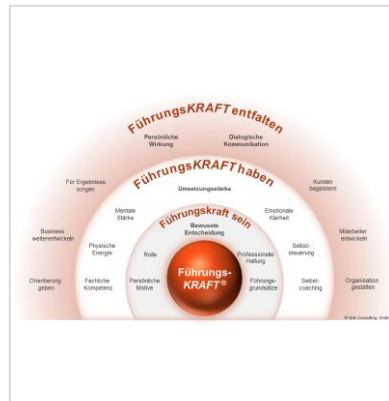 FührungsKRAFT entfalten
Persönliche
Wirkung
Dialogische
Kommunikation
Für Ergebnisse
sorgen
Kunden
begeistern
Business
weiterentwickeln
Mitarbeiter
entwickeln
Orientierung
geben
Organisation
gestalten
FührungsKRAFT haben
Umsetzungsstärke
Mentale
Stärke
Emotionale
Klarheit
Physische
Energie
Selbst-
steuerung
Fachliche
Kompetenz
Selbst-
coaching
Führungskraft sein
Bewusste
Entscheidung
Rolle
Professionelle
Haltung
Persönliche
Motive
Führungs-
grundsätze
Führungs-
KRAFT®